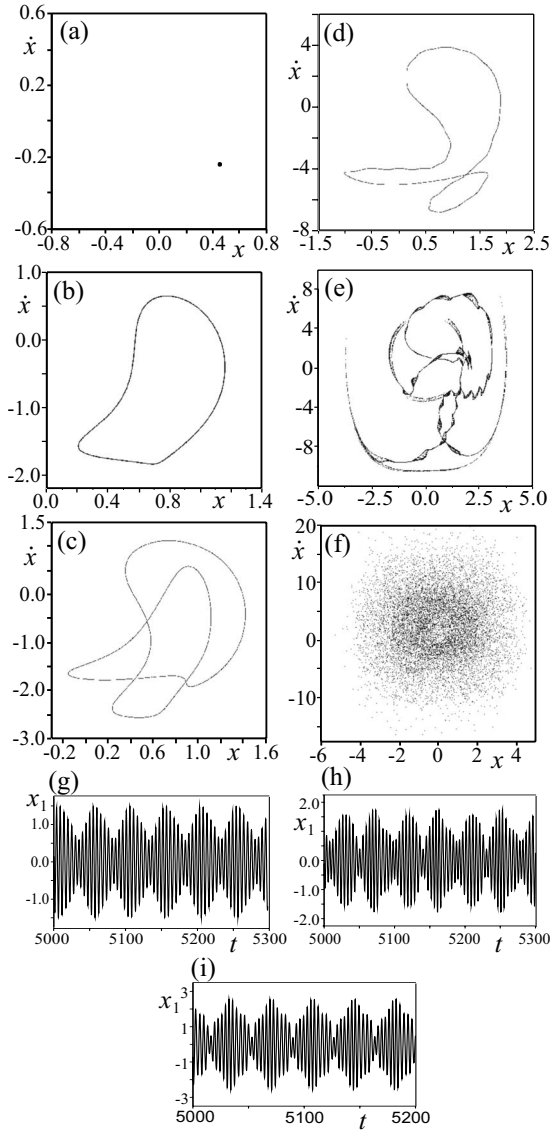 (a)
ẋ
0.6
0.2
-0.2
-0.6
-0.8 -0.4 0.0 0.4 0.8
x
(d)
ẋ
4
0
-4
-8
-1.5 -0.5 0.5 1.5 2.5
x
(b)
ẋ
1.0
0.0
-1.0
-2.0
0.0 0.4 0.8 1.4
x
(e)
ẋ
8
4
0
-4
-8
-5.0 -2.5 0.0 2.5 5.0
x
(c)
ẋ
1.5
0.0
-1.0
-2.0
-3.0
-0.2 0.2 0.6 1.0 1.6
x
(f)
ẋ
20
10
0
-10
-6 -4 -2 0 2 4
x
(g)
x1
1.0
0.0
-1.0
5000 5100 5200 5300
t
(h)
x1
2.0
1.0
0.0
-1.0
-2.0
5000 5100 5200 5300
t
(i)
x1
3
1
-1
-3
5000 5100 5200
t